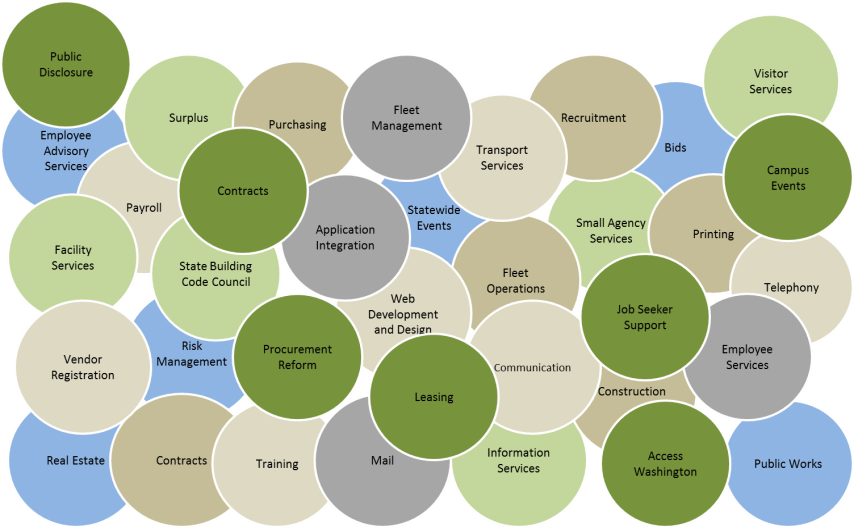 Public
Disclosure
Surplus
Purchasing
Fleet
Management
Transport
Services
Recruitment
Bids
Visitor
Services
Employee
Advisory
Services
Payroll
Contracts
Application
Integration
Statewide
Events
Small Agency
Services
Printing
Campus
Events
Facility
Services
State Building
Code Council
Web
Development
and Design
Fleet
Operations
Job Seeker
Support
Telephony
Vendor
Registration
Risk
Management
Procurement
Reform
Leasing
Communication
Construction
Employee
Services
Real Estate
Contracts
Training
Mail
Information
Services
Access
Washington
Public Works